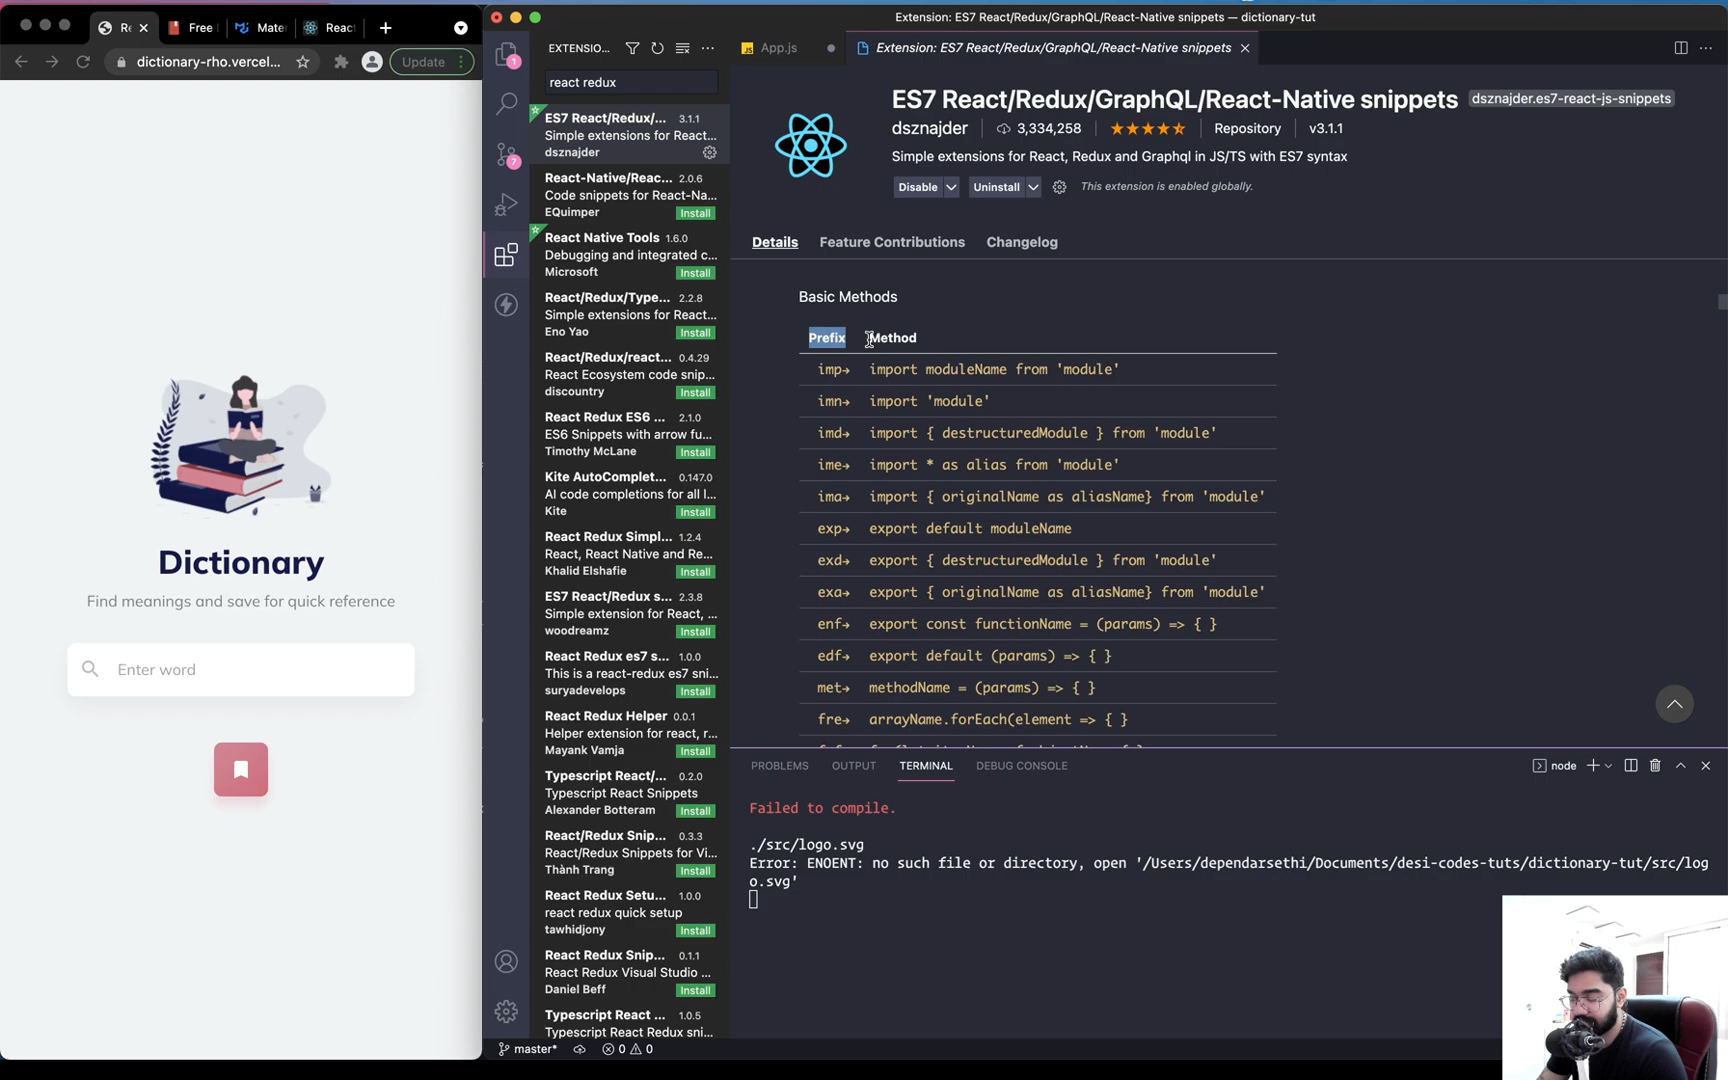 Re
Free
Mate
React
dictionary-rho.vercel...
Update
Dictionary
Find meanings and save for quick reference
Enter word
Extension: ES7 React/Redux/GraphQL/React-Native snippets — dictionary-tut
EXTENSIO...
react redux
ES7 React/Redux/... 3.1.1
Simple extensions for React...
dsznajder
React-Native/Reac... 2.0.6
Code snippets for React-Na...
EQuimper Install
React Native Tools 1.6.0
Debugging and integrated c...
Microsoft Install
React/Redux/Type... 2.2.8
Simple extensions for React...
Eno Yao Install
React/Redux/react... 0.4.29
React Ecosystem code snip...
discountry Install
React Redux ES6 ... 2.1.0
ES6 Snippets with arrow fu...
Timothy McLane Install
Kite AutoComplet... 0.147.0
AI code completions for all l...
Kite Install
React Redux Simpl... 1.2.4
React, React Native and Re...
Khalid Elshafie Install
ES7 React/Redux s... 2.3.8
Simple extension for React, ...
woodreamz Install
React Redux es7 s... 1.0.0
This is a react-redux es7 sni...
suryadevelops Install
React Redux Helper 0.0.1
Helper extension for react, r...
Mayank Vamja Install
Typescript React/... 0.2.0
Typescript React Snippets
Alexander Botteram Install
React/Redux Snip... 0.3.3
React/Redux Snippets for Vi...
Thành Trang Install
React Redux Setu... 1.0.0
react redux quick setup
tawhidjony Install
React Redux Snip... 0.1.1
React Redux Visual Studio ...
Daniel Beff Install
Typescript React ... 1.0.5
Typescript React Redux sni...
1
7
JS App.js
Extension: ES7 React/Redux/GraphQL/React-Native snippets
ES7 React/Redux/GraphQL/React-Native snippets dsznajder.es7-react-js-snippets
dsznajder 3,334,258 Repository v3.1.1
Simple extensions for React, Redux and Graphql in JS/TS with ES7 syntax
Disable Uninstall This extension is enabled globally.
Details Feature Contributions Changelog
Basic Methods
Prefix Method
imp→ import moduleName from 'module'
imn→ import 'module'
imd→ import { destructuredModule } from 'module'
ime→ import * as alias from 'module'
ima→ import { originalName as aliasName} from 'module'
exp→ export default moduleName
exd→ export { destructuredModule } from 'module'
exa→ export { originalName as aliasName} from 'module'
enf→ export const functionName = (params) => { }
edf→ export default (params) => { }
met→ methodName = (params) => { }
fre→ arrayName.forEach(element => { }
PROBLEMS OUTPUT TERMINAL DEBUG CONSOLE node
Failed to compile.
./src/logo.svg
Error: ENOENT: no such file or directory, open '/Users/dependarsethi/Documents/desi-codes-tuts/dictionary-tut/src/log
o.svg'
master* 0 0